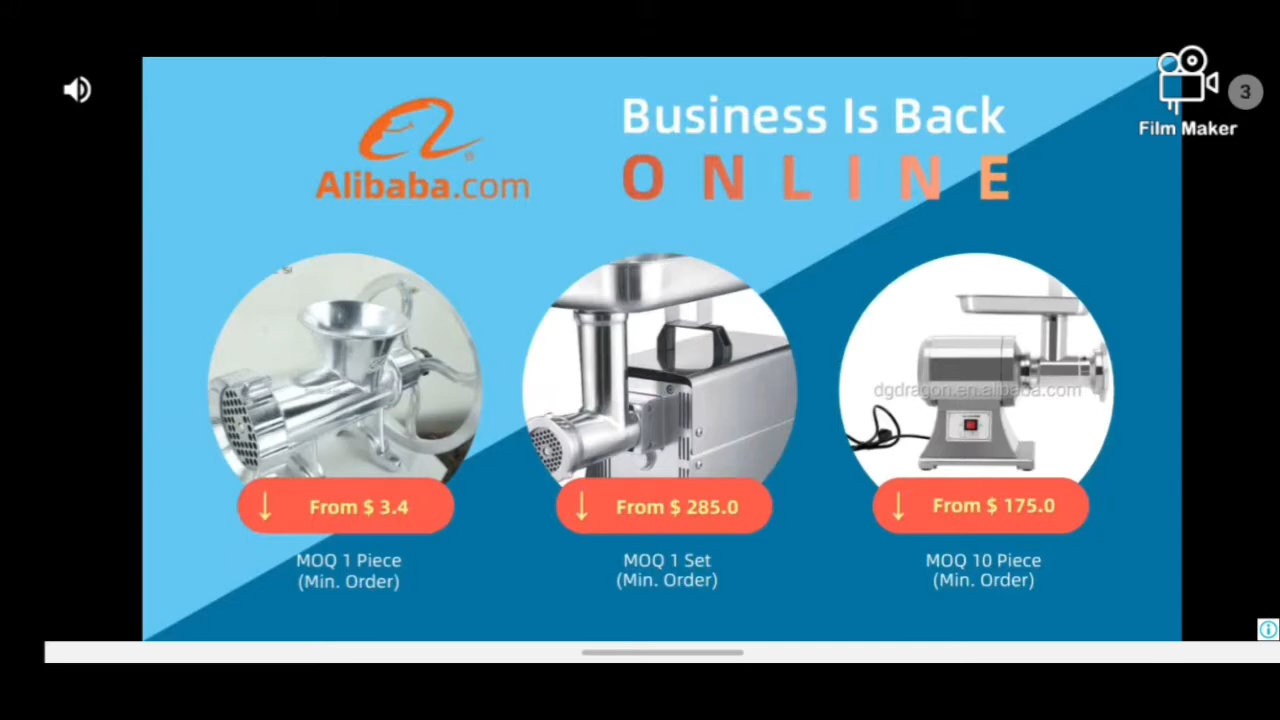 Film Maker
3
Alibaba.com
Business Is Back
ONLINE
dgdragon.en.alibaba.com
From $ 3.4
From $ 285.0
From $ 175.0
MOQ 1 Piece
(Min. Order)
MOQ 1 Set
(Min. Order)
MOQ 10 Piece
(Min. Order)